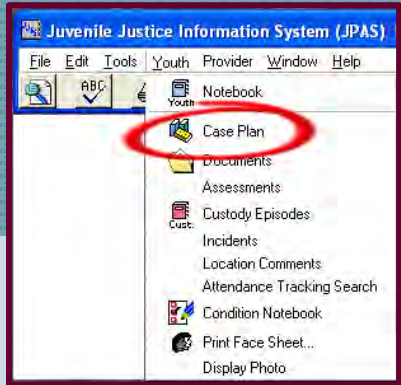 Juvenile Justice Information System (JPAS)
File Edit Tools Youth Provider Window Help
ABC
Youth Notebook
Case Plan
Documents
Assessments
Cust. Custody Episodes
Incidents
Location Comments
Attendance Tracking Search
Condition Notebook
Print Face Sheet...
Display Photo